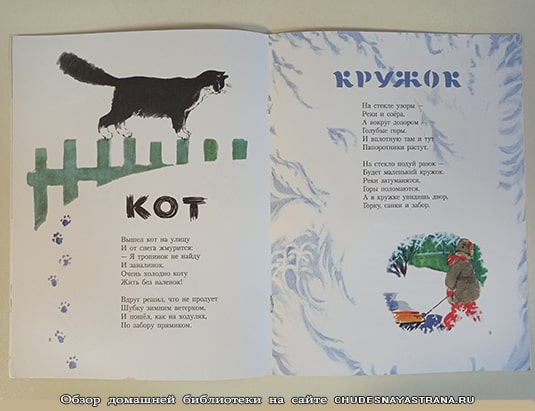 КОТ
Вышел кот на улицу
И от снега жмурится:
— Я тропинок не найду
И завалинок.
Очень холодно коту
Жить без валенок!
Вдруг решил, что не продует
Шубку зимним ветерком,
И пошёл, как на ходулях,
По забору прямиком.
КРУЖОК
На стекле узоры —
Реки и озёра.
А вокруг дозором —
Голубые горы.
И вплотную там и тут
Папоротники растут.
На стекло подуй разок —
Будет маленький кружок.
Реки затуманятся,
Горы поломаются.
А в кружке увидишь двор,
Горку, санки и забор.
Обзор домашней библиотеки на сайте CHUDESNAYASTRANA.RU